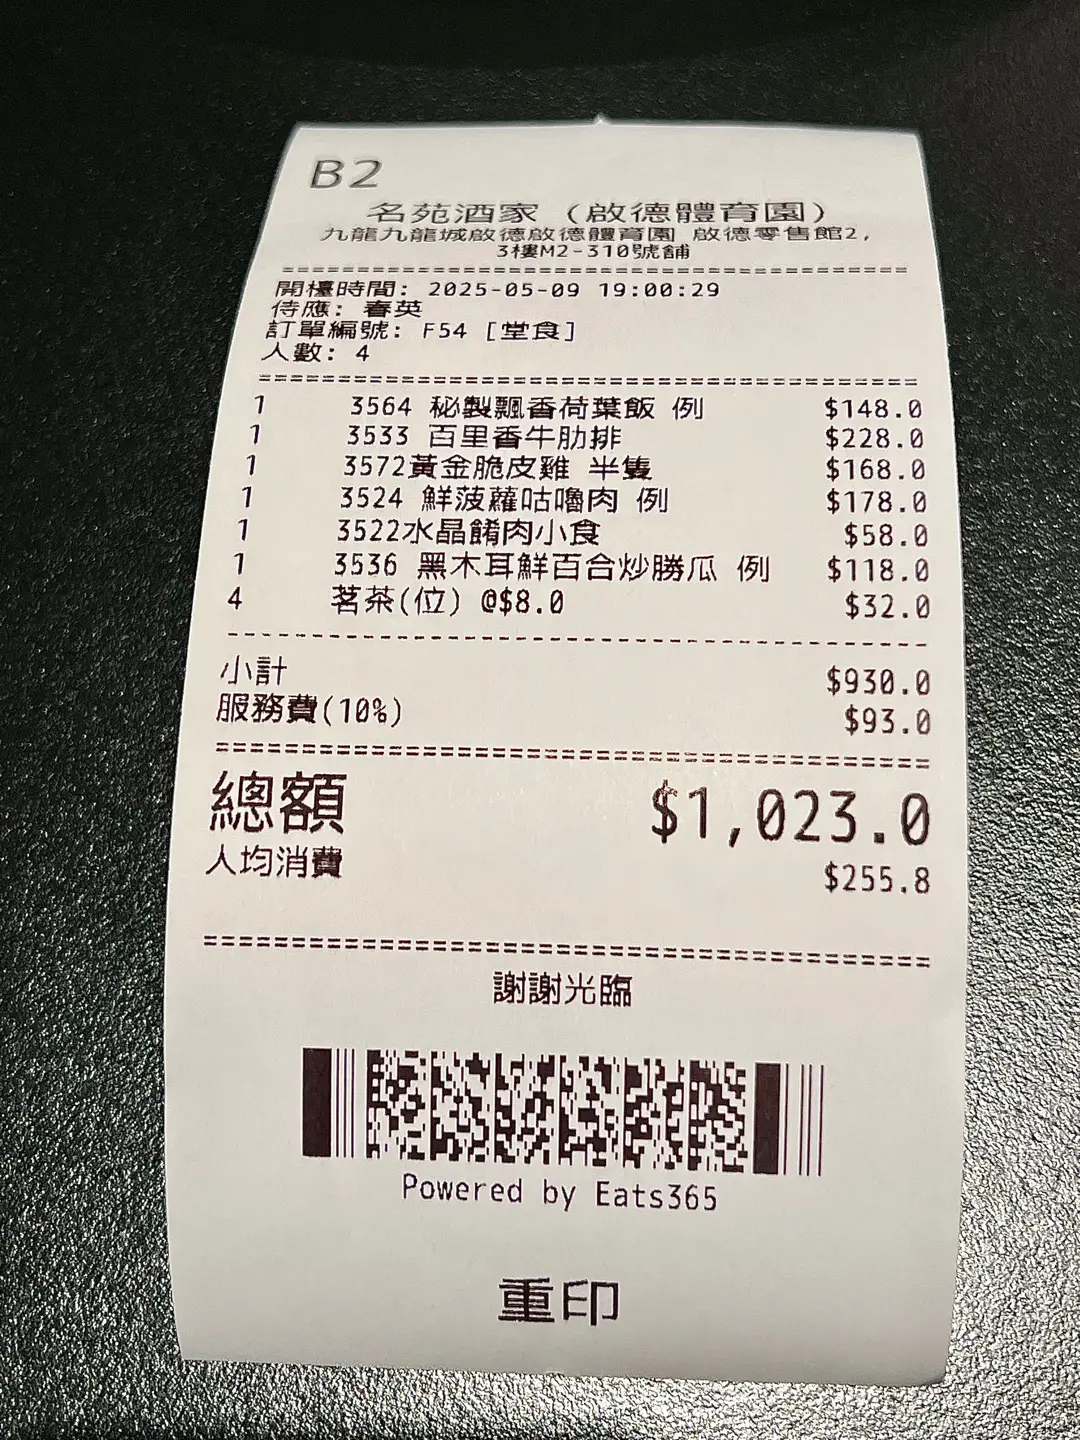 B2
名苑酒家 (啟德體育園)
九龍九龍城啟德啟德體育園 啟德零售館2,
3樓M2-310號舖
開檯時間: 2025-05-09 19:00:29
侍應: 春英
訂單編號: F54 [堂食]
人數: 4
1 3564 秘製飄香荷葉飯 例 $148.0
1 3533 百里香牛肋排 $228.0
1 3572黃金脆皮雞 半隻 $168.0
1 3524 鮮菠蘿咕嚕肉 例 $178.0
1 3522水晶餚肉小食 $58.0
1 3536 黑木耳鮮百合炒勝瓜 例 $118.0
4 茗茶(位) @$8.0 $32.0
小計 $930.0
服務費(10%) $93.0
總額 $1,023.0
人均消費 $255.8
謝謝光臨
Powered by Eats365
重印